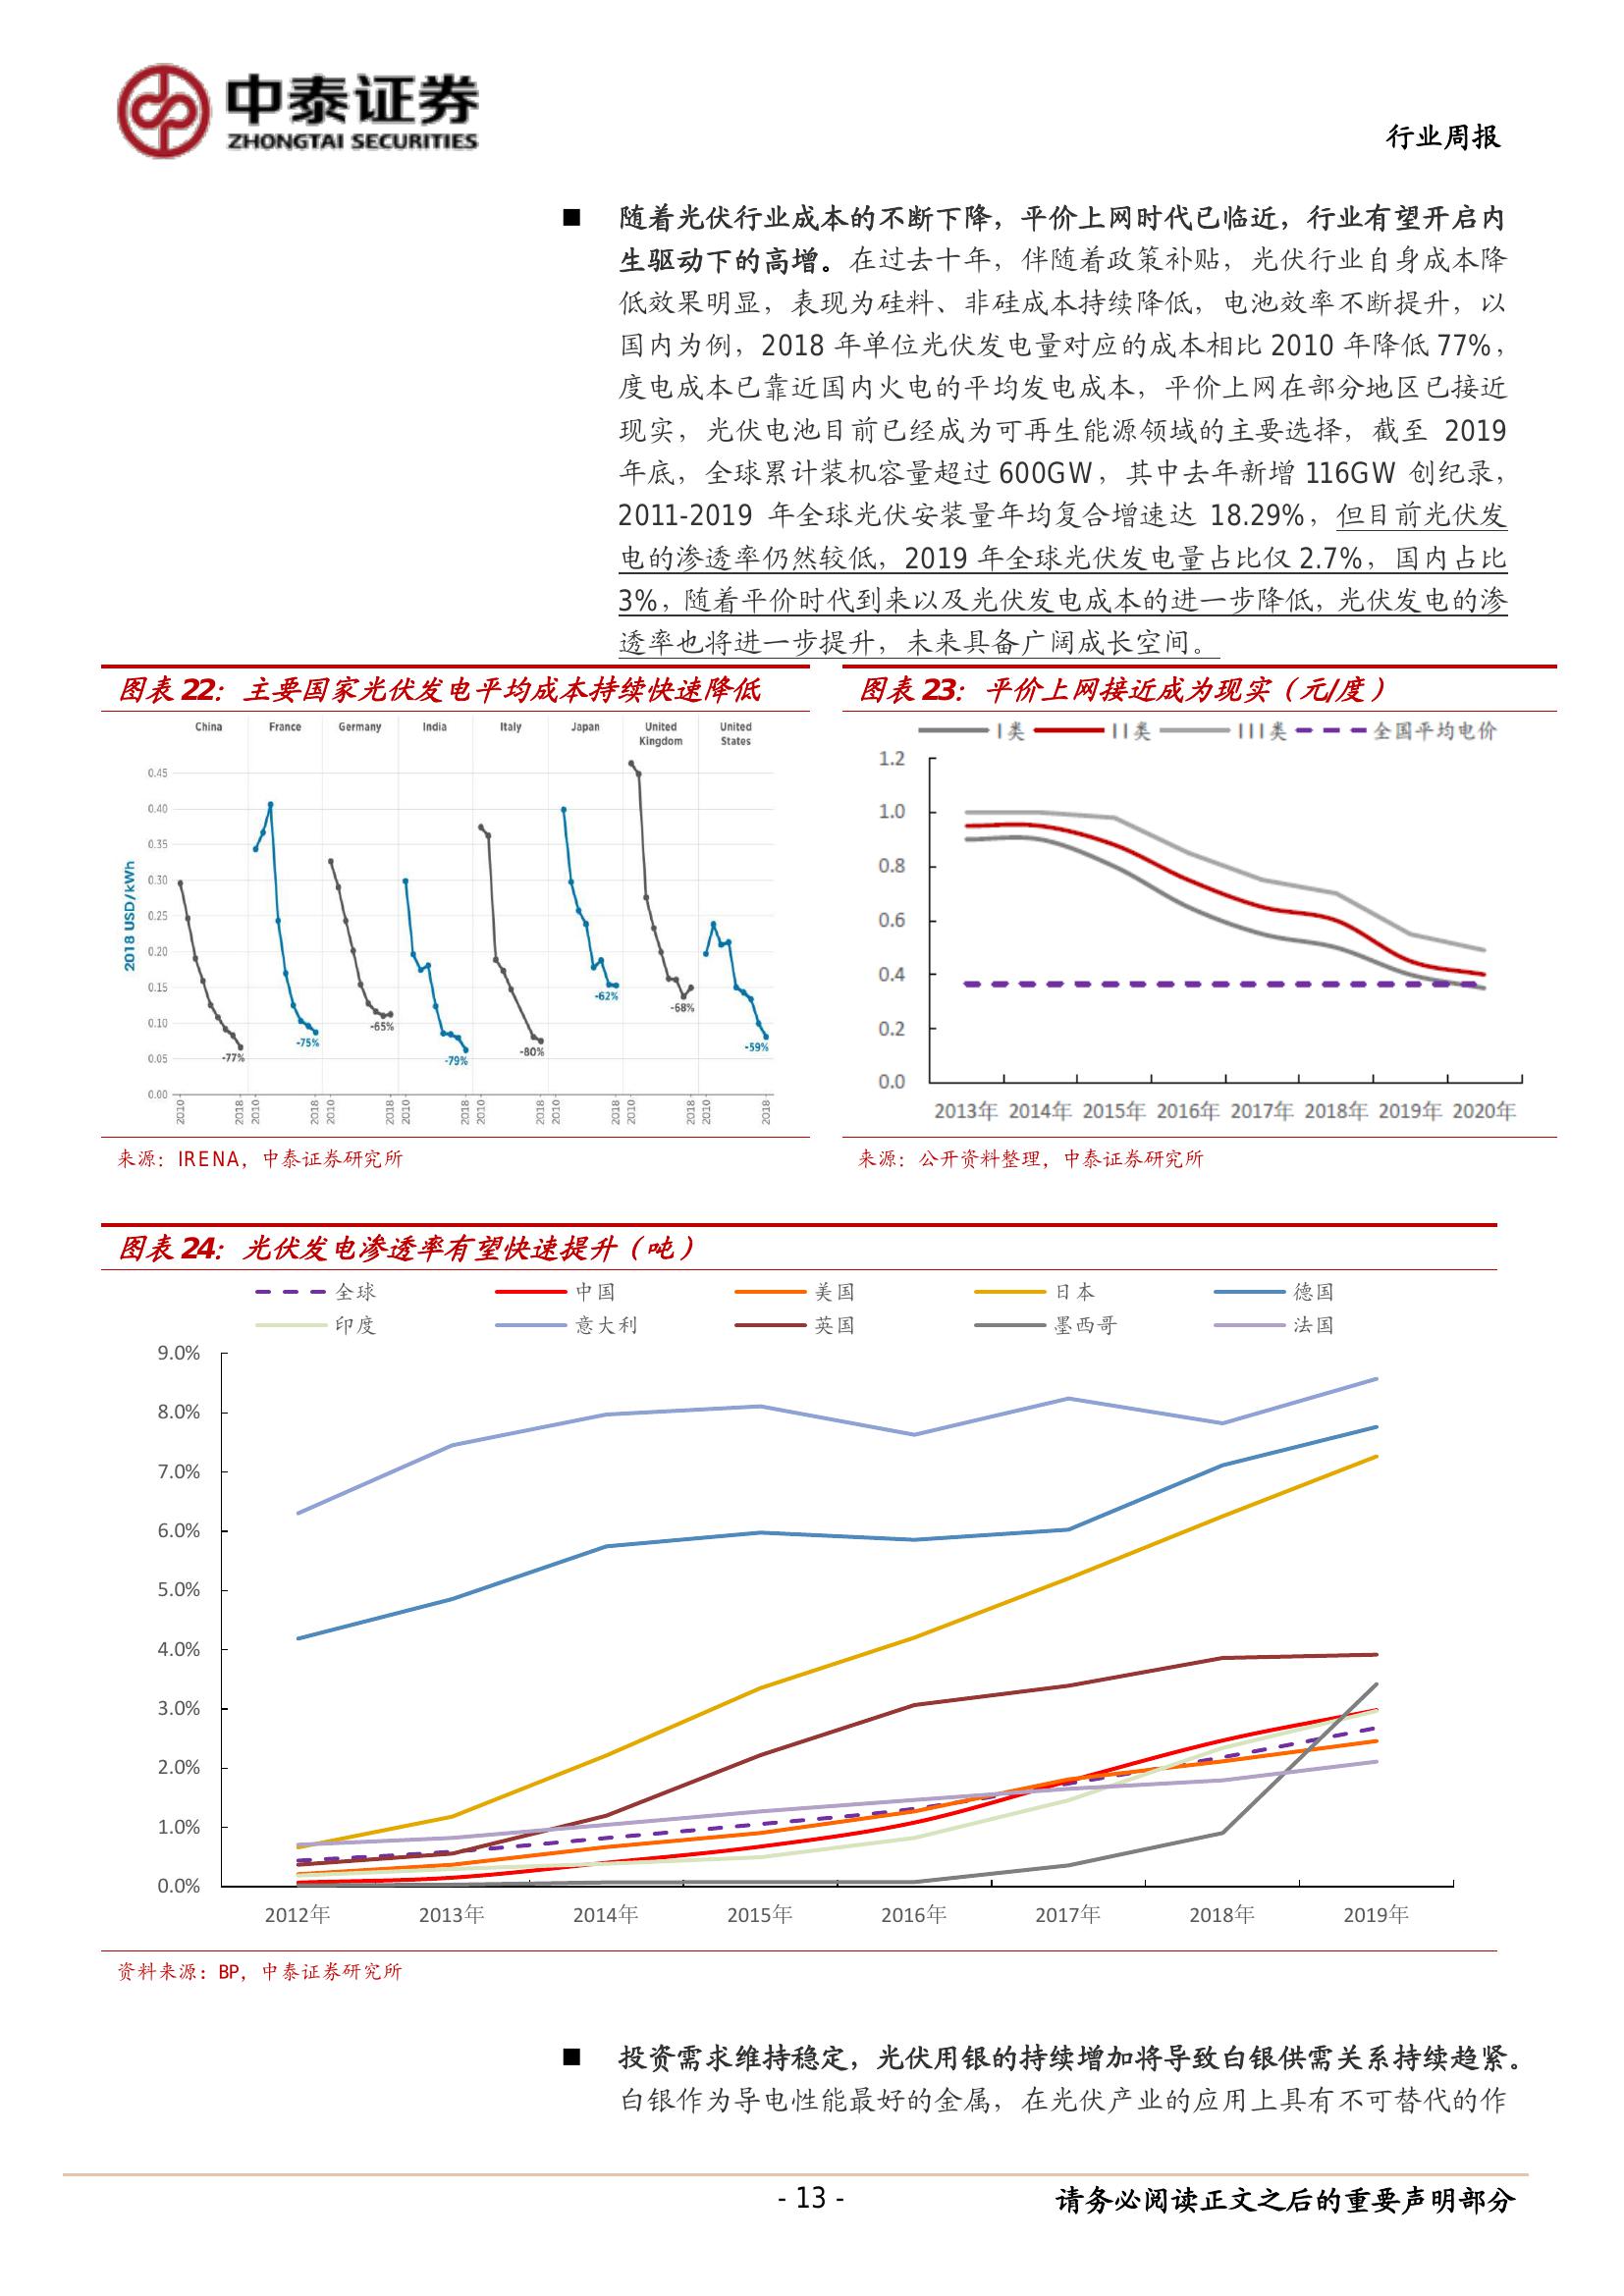 中泰证券
ZHONGTAI SECURITIES
行业周报
■ 随着光伏行业成本的不断下降，平价上网时代已临近，行业有望开启内
生驱动下的高增。在过去十年，伴随着政策补贴，光伏行业自身成本降
低效果明显，表现为硅料、非硅成本持续降低，电池效率不断提升，以
国内为例，2018 年单位光伏发电量对应的成本相比 2010 年降低 77%，
度电成本已靠近国内火电的平均发电成本，平价上网在部分地区已接近
现实，光伏电池目前已经成为可再生能源领域的主要选择，截至 2019
年底，全球累计装机容量超过 600GW，其中去年新增 116GW 创纪录，
2011-2019 年全球光伏安装量年均复合增速达 18.29%，但目前光伏发
电的渗透率仍然较低，2019 年全球光伏发电量占比仅 2.7%，国内占比
3%，随着平价时代到来以及光伏发电成本的进一步降低，光伏发电的渗
透率也将进一步提升，未来具备广阔成长空间。
图表 22：主要国家光伏发电平均成本持续快速降低
China France Germany India Italy Japan United Kingdom United States
2018 USD/kWh
0.45
0.40
0.35
0.30
0.25
0.20
0.15
0.10
0.05
0.00
-77% -75% -65% -79% -80% -62% -68% -59%
2010 2018 2010 2018 2010 2018 2010 2018 2010 2018 2010 2018 2010 2018 2010 2018
来源：IRENA，中泰证券研究所
图表 23：平价上网接近成为现实（元/度）
I类 II类 III类 全国平均电价
1.2
1.0
0.8
0.6
0.4
0.2
0.0
2013年 2014年 2015年 2016年 2017年 2018年 2019年 2020年
来源：公开资料整理，中泰证券研究所
图表 24：光伏发电渗透率有望快速提升（吨）
全球 中国 美国 日本 德国
印度 意大利 英国 墨西哥 法国
9.0%
8.0%
7.0%
6.0%
5.0%
4.0%
3.0%
2.0%
1.0%
0.0%
2012年 2013年 2014年 2015年 2016年 2017年 2018年 2019年
资料来源：BP，中泰证券研究所
■ 投资需求维持稳定，光伏用银的持续增加将导致白银供需关系持续趋紧。
白银作为导电性能最好的金属，在光伏产业的应用上具有不可替代的作
- 13 -
请务必阅读正文之后的重要声明部分